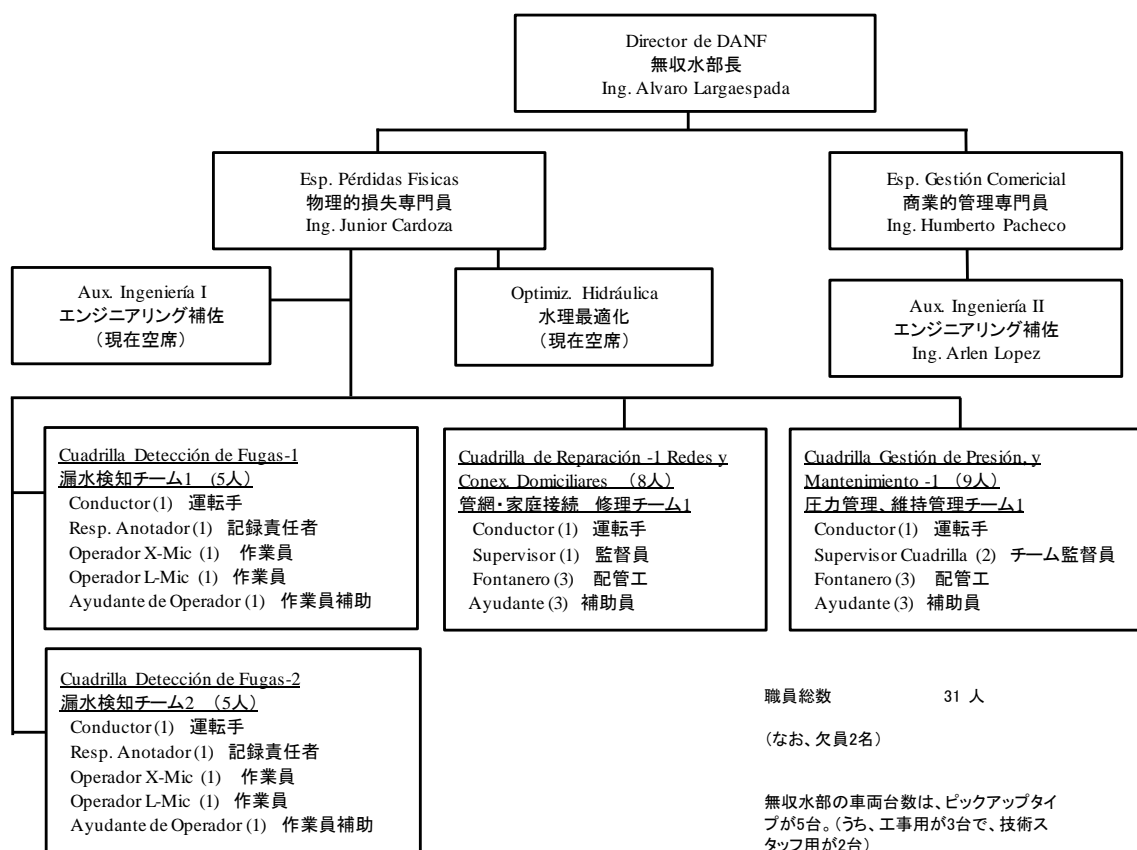 Director de DANF
無収水部長
Ing. Alvaro Largaespada
Esp. Pérdidas Fisicas
物理的損失専門員
Ing. Junior Cardoza
Esp. Gestión Comericial
商業的管理専門員
Ing. Humberto Pacheco
Aux. Ingeniería I
エンジニアリング補佐
（現在空席）
Optimiz. Hidráulica
水理最適化
（現在空席）
Aux. Ingeniería II
エンジニアリング補佐
Ing. Arlen Lopez
Cuadrilla Detección de Fugas-1
漏水検知チーム1 （5人）
Conductor (1) 運転手
Resp. Anotador (1) 記録責任者
Operador X-Mic (1) 作業員
Operador L-Mic (1) 作業員
Ayudante de Operador (1) 作業員補助
Cuadrilla de Reparación -1 Redes y
Conex. Domiciliares （8人）
管網・家庭接続 修理チーム1
Conductor (1) 運転手
Supervisor (1) 監督員
Fontanero (3) 配管工
Ayudante (3) 補助員
Cuadrilla Gestión de Presión, y
Mantenimiento -1 （9人）
圧力管理、維持管理チーム1
Conductor (1) 運転手
Supervisor Cuadrilla (2) チーム監督員
Fontanero (3) 配管工
Ayudante (3) 補助員
Cuadrilla Detección de Fugas-2
漏水検知チーム2 （5人）
Conductor (1) 運転手
Resp. Anotador (1) 記録責任者
Operador X-Mic (1) 作業員
Operador L-Mic (1) 作業員
Ayudante de Operador (1) 作業員補助
職員総数 31 人
(なお、欠員2名）
無収水部の車両台数は、ピックアップタイ
プが5台。（うち、工事用が3台で、技術ス
タッフ用が2台）